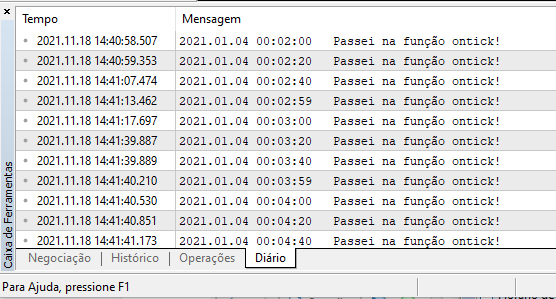 Tempo Mensagem
2021.11.18 14:40:58.507 2021.01.04 00:02:00 Passei na função ontick!
2021.11.18 14:40:59.353 2021.01.04 00:02:20 Passei na função ontick!
2021.11.18 14:41:07.474 2021.01.04 00:02:40 Passei na função ontick!
2021.11.18 14:41:13.462 2021.01.04 00:02:59 Passei na função ontick!
2021.11.18 14:41:17.697 2021.01.04 00:03:00 Passei na função ontick!
2021.11.18 14:41:39.887 2021.01.04 00:03:20 Passei na função ontick!
2021.11.18 14:41:39.889 2021.01.04 00:03:40 Passei na função ontick!
2021.11.18 14:41:40.210 2021.01.04 00:03:59 Passei na função ontick!
2021.11.18 14:41:40.530 2021.01.04 00:04:00 Passei na função ontick!
2021.11.18 14:41:40.851 2021.01.04 00:04:20 Passei na função ontick!
2021.11.18 14:41:41.173 2021.01.04 00:04:40 Passei na função ontick!
Caixa de Ferramentas
Negociação Histórico Operações Diário
Para Ajuda, pressione F1